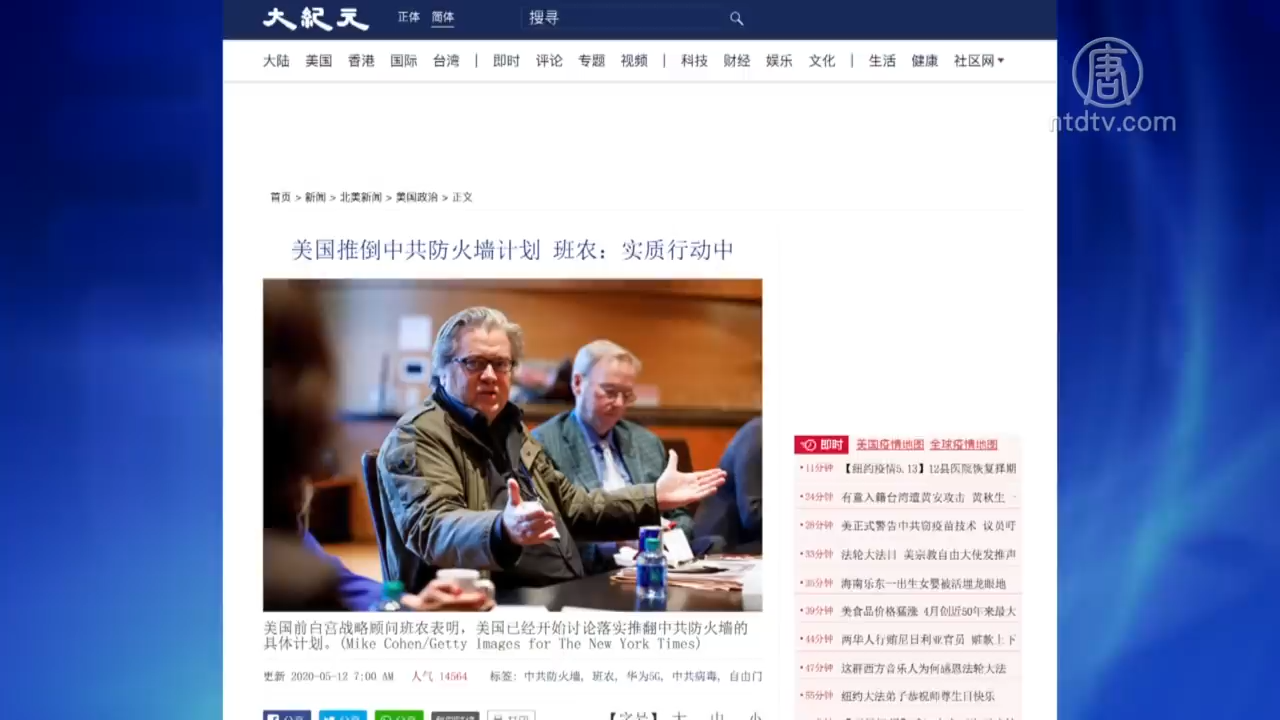 大紀元 正体 简体 搜寻
唐
ntdtv.com
大陆 美国 香港 国际 台湾 | 即时 评论 专题 视频 | 科技 财经 娱乐 文化 | 生活 健康 社区网
首页 > 新闻 > 北美新闻 > 美国政治 > 正文
美国推倒中共防火墙计划 班农：实质行动中
美国前白宫战略顾问班农表明，美国已经开始讨论落实推翻中共防火墙的
具体计划。(Mike Cohen/Getty Images for The New York Times)
更新 2020-05-12 7:00 AM 人气 14564 标签: 中共防火墙, 班农, 华为5G, 中共病毒, 自由门
分享 分享 分享 打印 【字号】 大 中 小
即时 美国疫情地图 全球疫情地图
11分钟 【纽约疫情5.13】12县医院恢复择期
24分钟 有意入籍台湾遭黄安攻击 黄秋生
28分钟 美正式警告中共窃疫苗技术 议员吁
33分钟 法轮大法日 美宗教自由大使发推声
35分钟 海南乐东一出生女婴被活埋龙眼地
39分钟 美食品价格猛涨 4月创近50年来最大
44分钟 两华人行贿尼日利亚官员 赃款上下
47分钟 这群西方音乐人为何感恩法轮大法
55分钟 纽约大法弟子恭祝师尊生日快乐